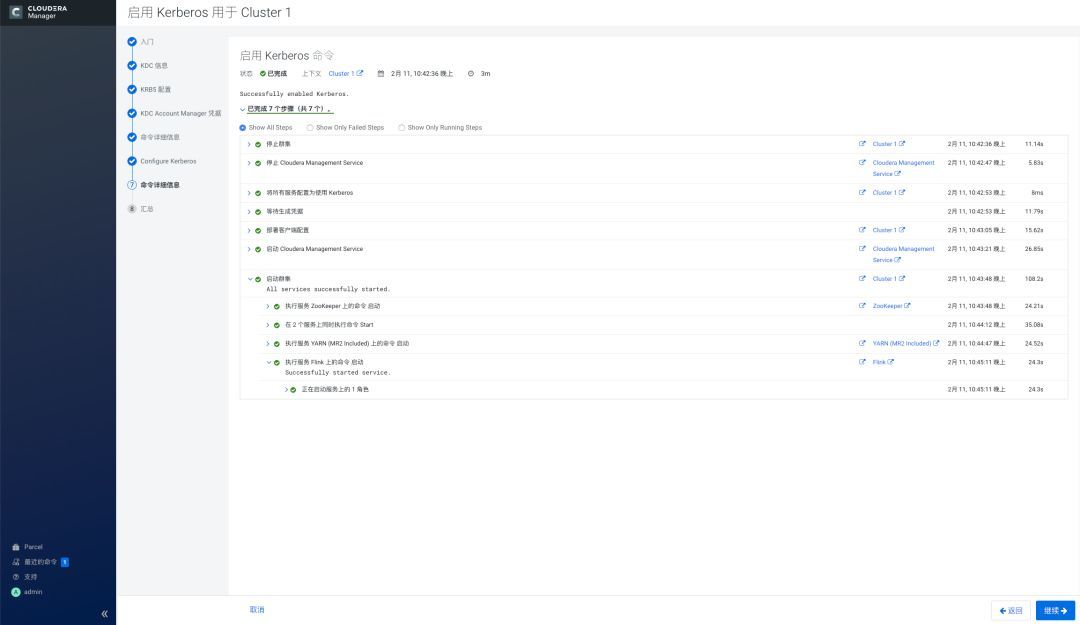 CLOUDERA
Manager
启用 Kerberos 用于 Cluster 1
入门
KDC 信息
KRB5 配置
KDC Account Manager 凭据
命令详细信息
Configure Kerberos
7 命令详细信息
8 汇总
启用 Kerberos 命令
状态 已完成 上下文 Cluster 1 2月 11, 10:42:36 晚上 3m
Successfully enabled Kerberos.
已完成 7 个步骤（共 7 个）。
Show All Steps Show Only Failed Steps Show Only Running Steps
停止群集 Cluster 1 2月 11, 10:42:36 晚上 11.14s
停止 Cloudera Management Service Cloudera Management Service 2月 11, 10:42:47 晚上 5.83s
将所有服务配置为使用 Kerberos Cluster 1 2月 11, 10:42:53 晚上 8ms
等待生成凭据 2月 11, 10:42:53 晚上 11.79s
部署客户端配置 Cluster 1 2月 11, 10:43:05 晚上 15.62s
启动 Cloudera Management Service Cloudera Management Service 2月 11, 10:43:21 晚上 26.85s
启动群集 Cluster 1 2月 11, 10:43:48 晚上 108.2s
All services successfully started.
执行服务 ZooKeeper 上的命令 启动 ZooKeeper 2月 11, 10:43:48 晚上 24.21s
在 2 个服务上同时执行命令 Start 2月 11, 10:44:12 晚上 35.08s
执行服务 YARN (MR2 Included) 上的命令 启动 YARN (MR2 Included) 2月 11, 10:44:47 晚上 24.52s
执行服务 Flink 上的命令 启动 Flink 2月 11, 10:45:11 晚上 24.3s
Successfully started service.
正在启动服务上的 1 角色 2月 11, 10:45:11 晚上 24.3s
Parcel
最近的命令 1
支持
A admin
取消
返回
继续